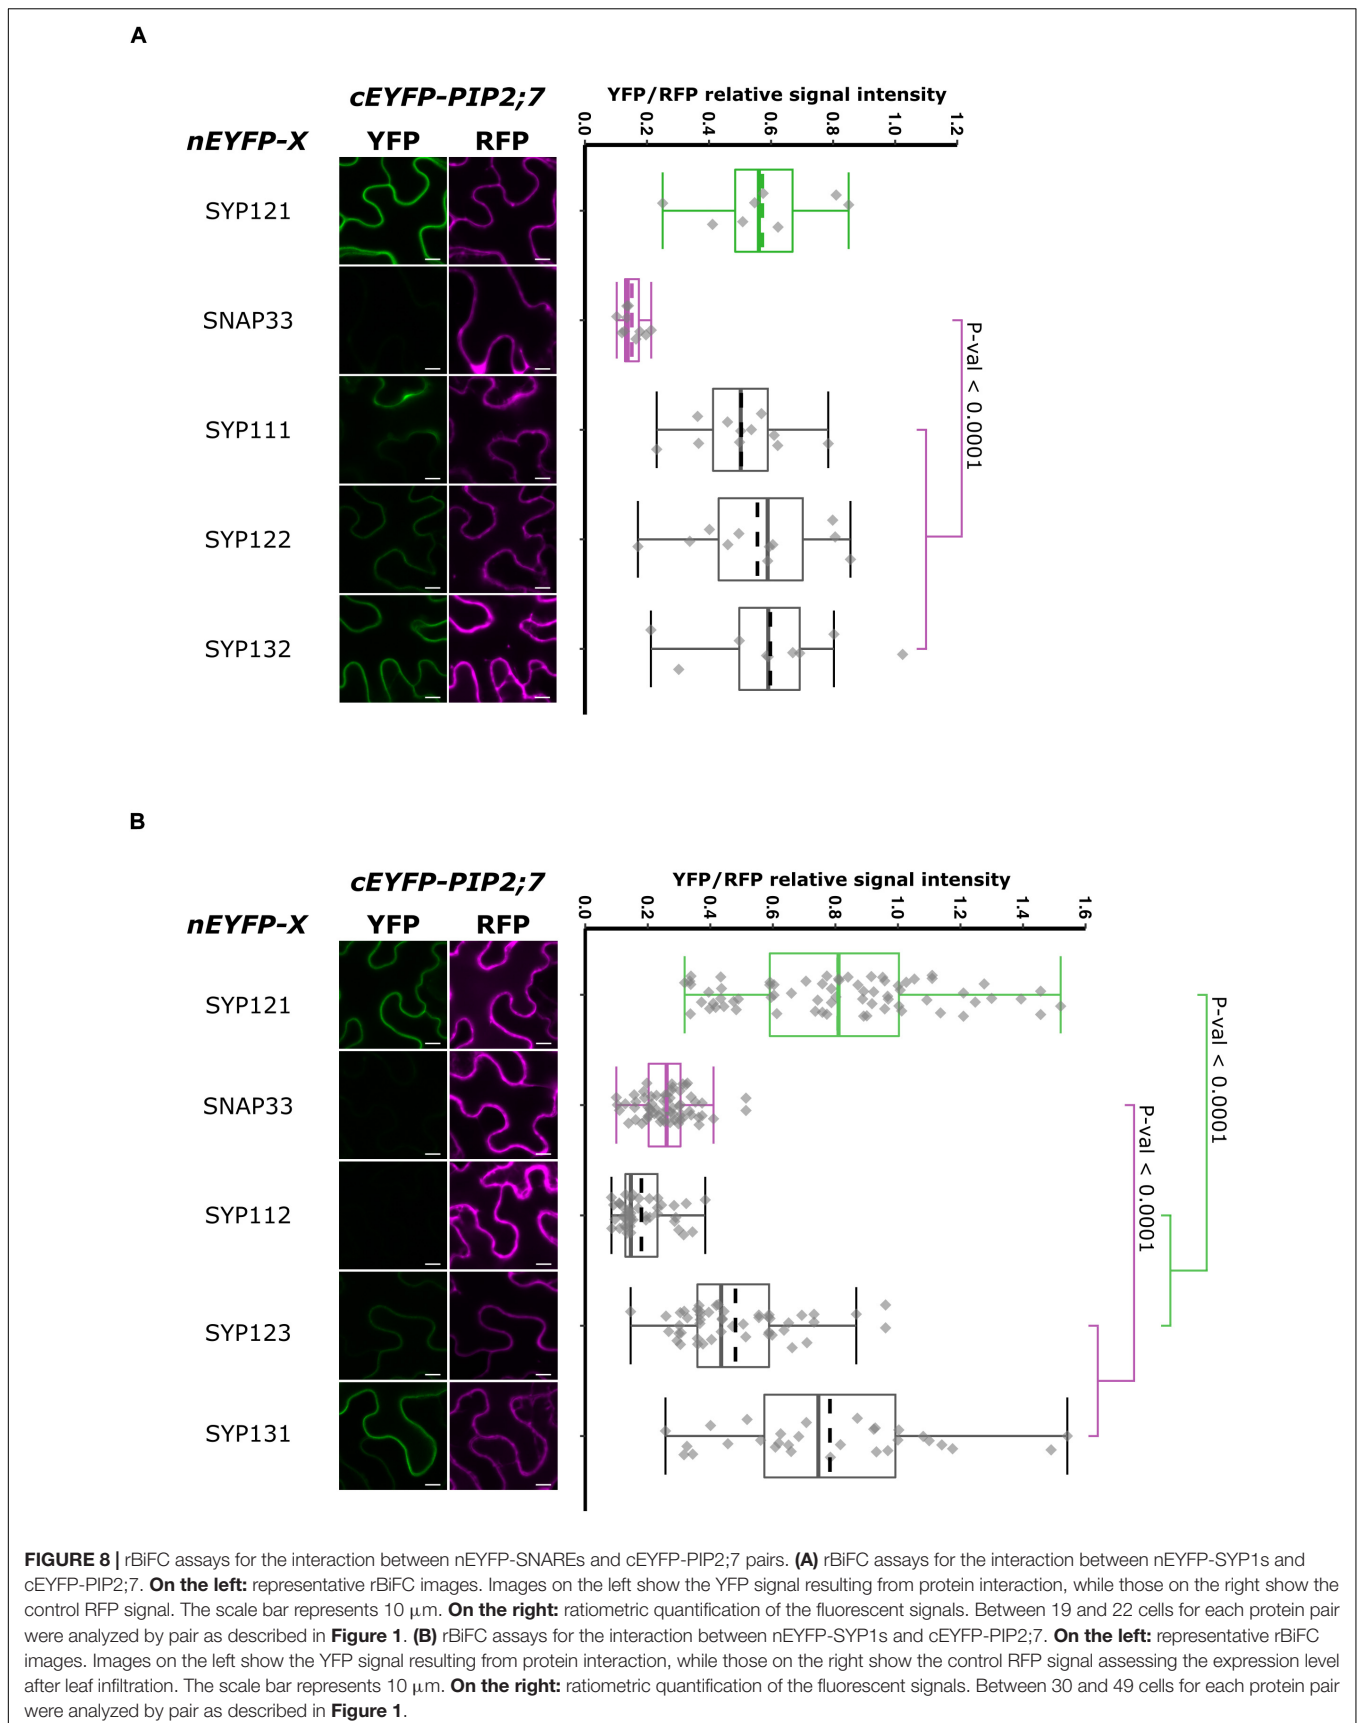 A
cEYFP-PIP2;7
YFP/RFP relative signal intensity
nEYFP-X YFP RFP
0.0 0.2 0.4 0.6 0.8 1.0 1.2
SYP121
SNAP33
SYP111
SYP122
SYP132
P-val < 0.0001
B
cEYFP-PIP2;7
YFP/RFP relative signal intensity
nEYFP-X YFP RFP
0.0 0.2 0.4 0.6 0.8 1.0 1.2 1.4 1.6
SYP121
SNAP33
SYP112
SYP123
SYP131
P-val < 0.0001
P-val < 0.0001
FIGURE 8 | rBiFC assays for the interaction between nEYFP-SNAREs and cEYFP-PIP2;7 pairs. (A) rBiFC assays for the interaction between nEYFP-SYP1s and
cEYFP-PIP2;7. On the left: representative rBiFC images. Images on the left show the YFP signal resulting from protein interaction, while those on the right show the
control RFP signal. The scale bar represents 10 μm. On the right: ratiometric quantification of the fluorescent signals. Between 19 and 22 cells for each protein pair
were analyzed by pair as described in Figure 1. (B) rBiFC assays for the interaction between nEYFP-SYP1s and cEYFP-PIP2;7. On the left: representative rBiFC
images. Images on the left show the YFP signal resulting from protein interaction, while those on the right show the control RFP signal assessing the expression level
after leaf infiltration. The scale bar represents 10 μm. On the right: ratiometric quantification of the fluorescent signals. Between 30 and 49 cells for each protein pair
were analyzed by pair as described in Figure 1.